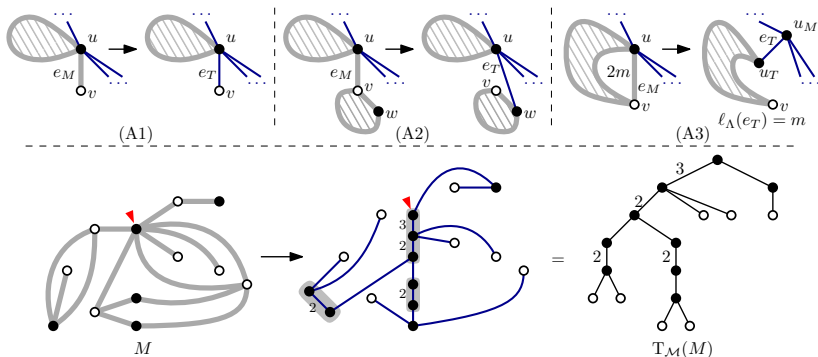 ... u u ... u u ... u ... u_M
e_M e_T e_M e_T 2m e_M e_T u_T
v v v w v w v v
(A1) (A2) (A3) ℓ_Λ(e_T) = m
3 2 2 2
2 2
=
3
2
2 2
M T_ℳ(M)